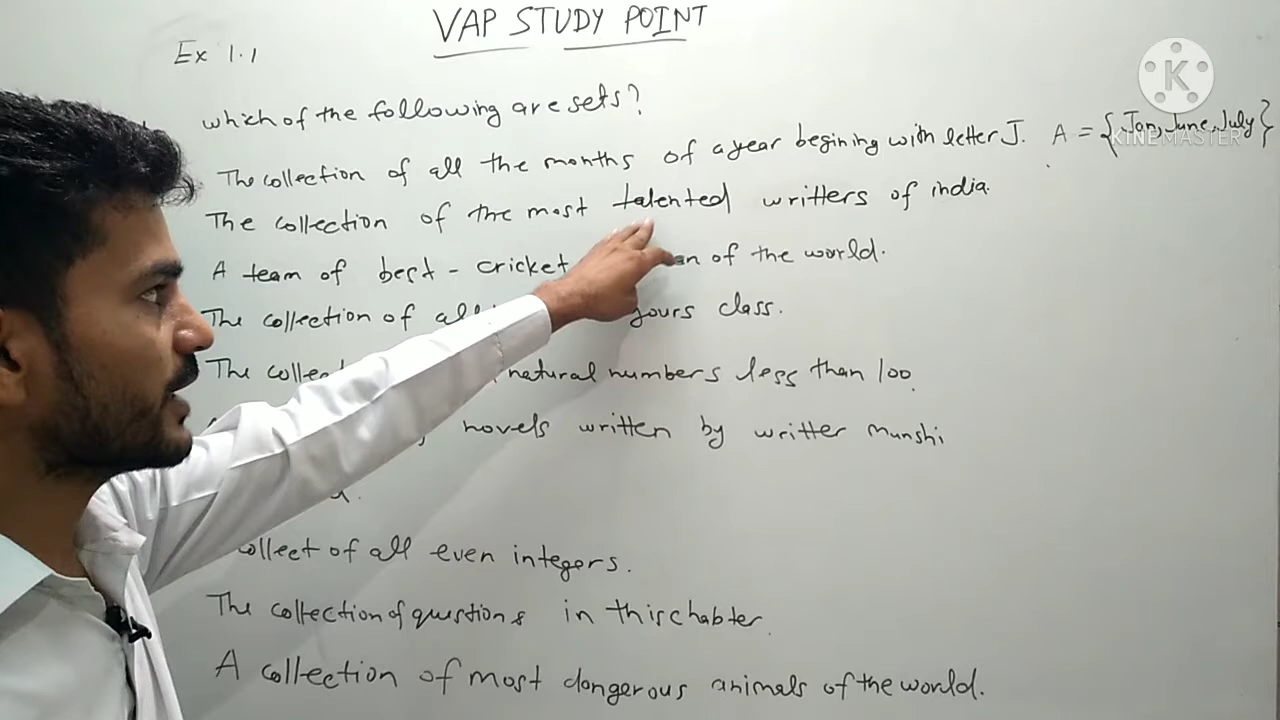 VAP STUDY POINT
Ex 1.1
which of the following are sets?
The collection of all the months of a year begining with letter J. A = {Jan, June, July}
KINEMASTER
The collection of the most talented writters of india.
A team of best - cricket of the world.
The collection of all yours class.
The natural numbers less than 100.
novels written by writter munshi
collect of all even integers.
The collection of questions in this chabter.
A collection of most dangerous animals of the world.